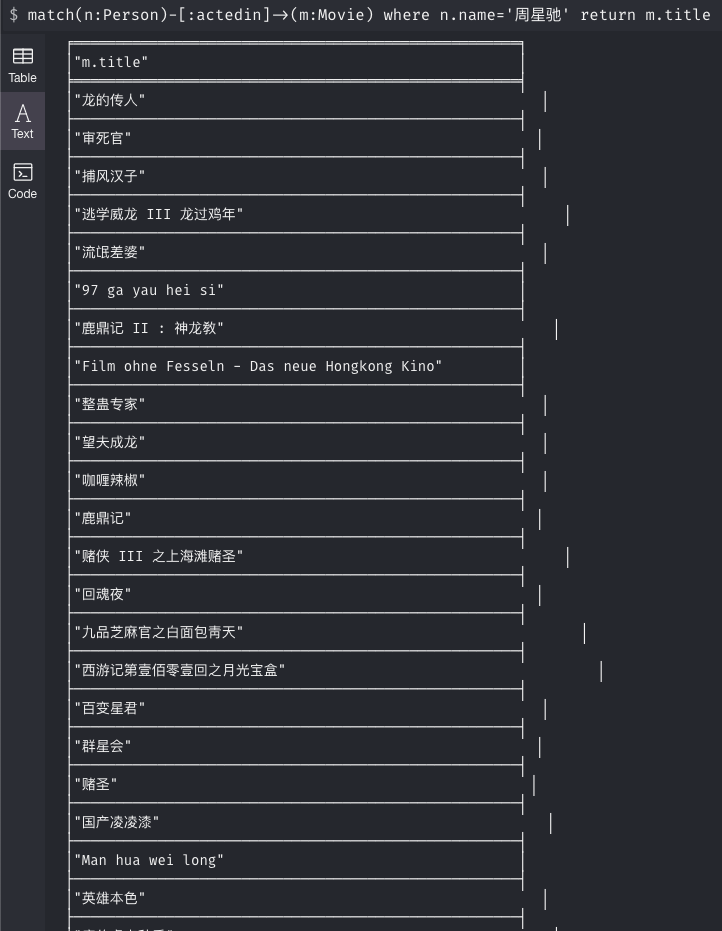 $ match(n:Person)-[:actedin]->(m:Movie) where n.name='周星驰' return m.title
Table
Text
Code
"m.title"
"龙的传人"
"审死官"
"捕风汉子"
"逃学威龙 III 龙过鸡年"
"流氓差婆"
"97 ga yau hei si"
"鹿鼎记 II : 神龙教"
"Film ohne Fesseln - Das neue Hongkong Kino"
"整蛊专家"
"望夫成龙"
"咖喱辣椒"
"鹿鼎记"
"赌侠 III 之上海滩赌圣"
"回魂夜"
"九品芝麻官之白面包青天"
"西游记第壹佰零壹回之月光宝盒"
"百变星君"
"群星会"
"赌圣"
"国产凌凌漆"
"Man hua wei long"
"英雄本色"